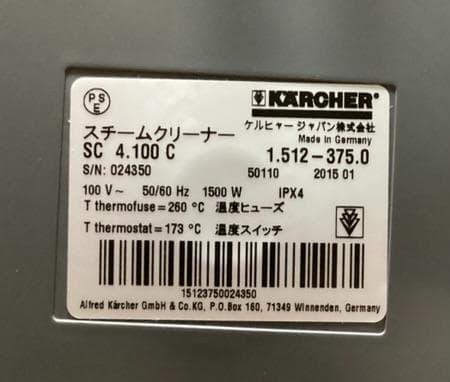 PSE
KÄRCHER
スチームクリーナー
ケルヒャー ジャパン株式会社
Made in Germany
SC 4.100 C 1.512-375.0
S/N: 024350 50110 2015 01
100 V~ 50/60 Hz 1500 W IPX4
T thermofuse=260 °C 温度ヒューズ
T thermostat=173 °C 温度スイッチ
15123750024350
Alfred Kärcher GmbH & Co.KG, P.O.Box 160, 71349 Winnenden, Germany